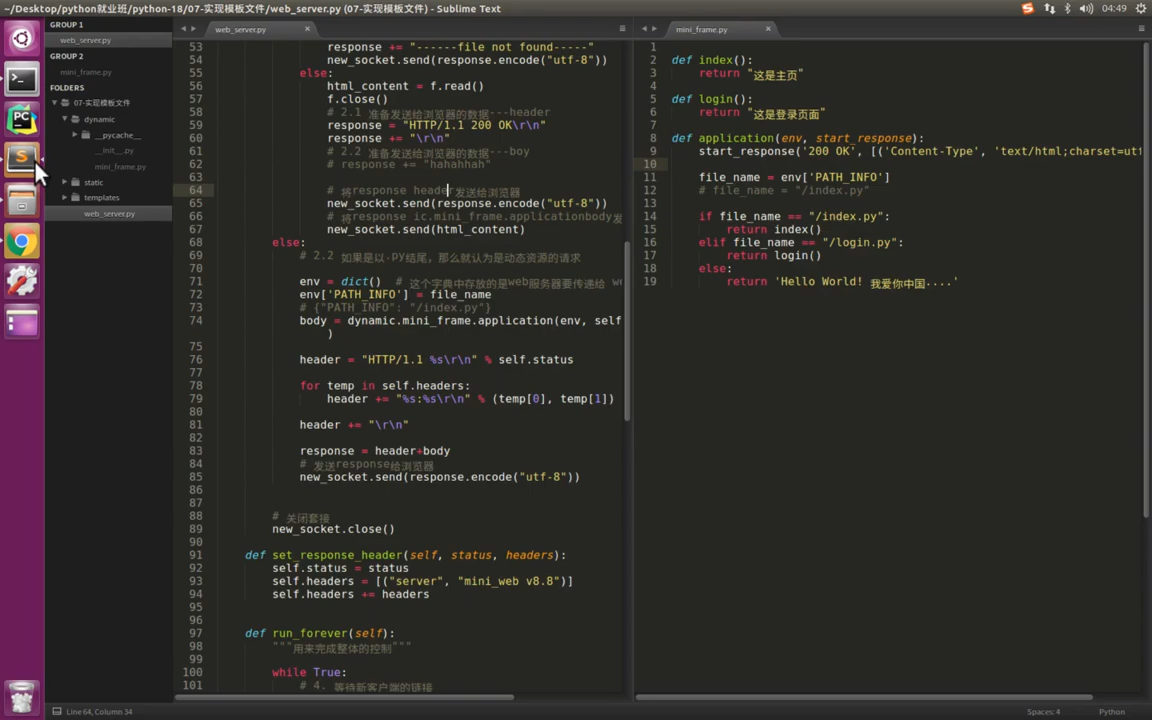 ~/Desktop/python就业班/python-18/07-实现模板文件/web_server.py (07-实现模板文件) - Sublime Text
04:49
GROUP 1
web_server.py
GROUP 2
mini_frame.py
FOLDERS
07-实现模板文件
dynamic
__pycache__
__init__.py
mini_frame.py
static
templates
web_server.py
web_server.py
53 response += "------file not found-----"
54 new_socket.send(response.encode("utf-8"))
55 else:
56 html_content = f.read()
57 f.close()
58 # 2.1 准备发送给浏览器的数据---header
59 response = "HTTP/1.1 200 OK\r\n"
60 response += "\r\n"
61 # 2.2 准备发送给浏览器的数据---boy
62 # response += "hahahhah"
63
64 # 将response header发送给浏览器
65 new_socket.send(response.encode("utf-8"))
66 # 将response ic.mini_frame.applicationbody发
67 new_socket.send(html_content)
68 else:
69 # 2.2 如果是以.py结尾，那么就认为是动态资源的请求
70
71 env = dict() # 这个字典中存放的是web服务器要传递给 we
72 env['PATH_INFO'] = file_name
73 # {"PATH_INFO": "/index.py"}
74 body = dynamic.mini_frame.application(env, self
)
75
76 header = "HTTP/1.1 %s\r\n" % self.status
77
78 for temp in self.headers:
79 header += "%s:%s\r\n" % (temp[0], temp[1])
80
81 header += "\r\n"
82
83 response = header+body
84 # 发送response给浏览器
85 new_socket.send(response.encode("utf-8"))
86
87
88 # 关闭套接
89 new_socket.close()
90
91 def set_response_header(self, status, headers):
92 self.status = status
93 self.headers = [("server", "mini_web v8.8")]
94 self.headers += headers
95
96
97 def run_forever(self):
98 """用来完成整体的控制"""
99
100 while True:
101 # 4. 等待新客户端的链接
mini_frame.py
1
2 def index():
3 return "这是主页"
4
5 def login():
6 return "这是登录页面"
7
8 def application(env, start_response):
9 start_response('200 OK', [('Content-Type', 'text/html;charset=utf
10
11 file_name = env['PATH_INFO']
12 # file_name = "/index.py"
13
14 if file_name == "/index.py":
15 return index()
16 elif file_name == "/login.py":
17 return login()
18 else:
19 return 'Hello World! 我爱你中国....'
Line 64, Column 34
Spaces: 4
Python